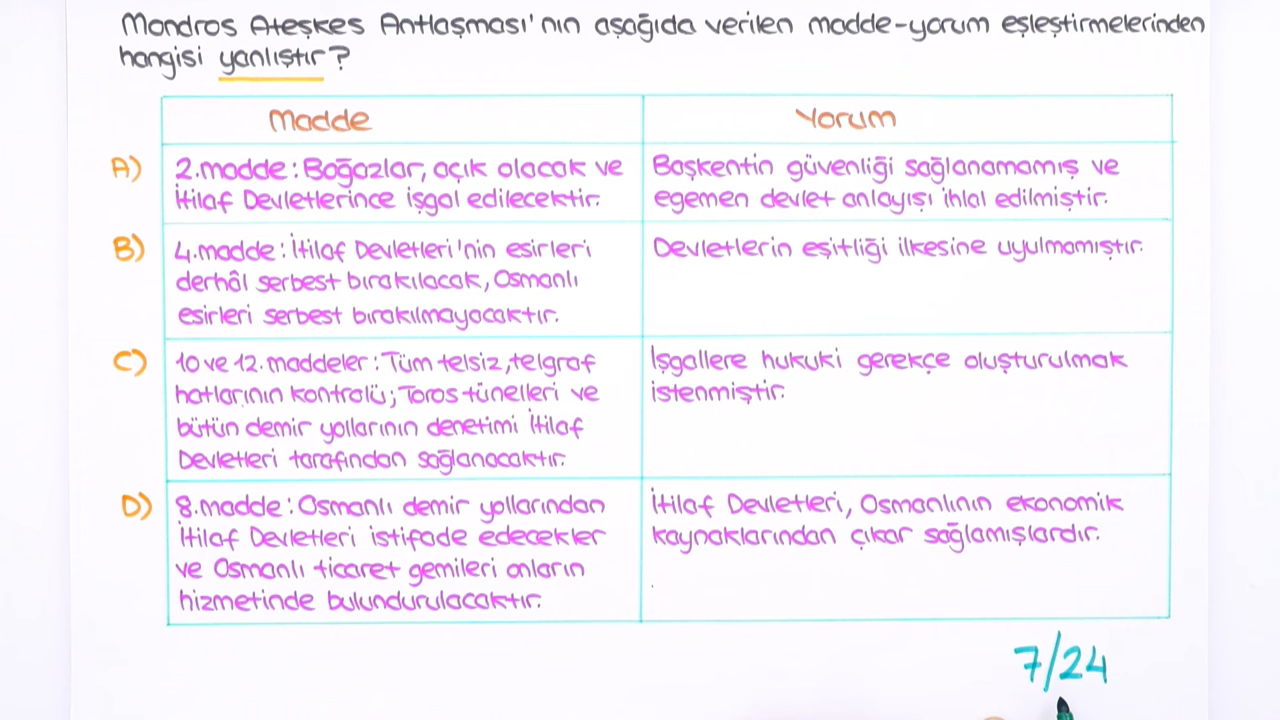 Mondros Ateşkes Antlaşması'nın aşağıda verilen madde-yorum eşleştirmelerinden
hangisi yanlıştır?
Madde
Yorum
A)
2.madde: Boğazlar, açık olacak ve
İtilaf Devletlerince işgal edilecektir.
Başkentin güvenliği sağlanamamış ve
egemen devlet anlayışı ihlal edilmiştir.
B)
4.madde: İtilaf Devletleri'nin esirleri
derhâl serbest bırakılacak, Osmanlı
esirleri serbest bırakılmayacaktır.
Devletlerin eşitliği ilkesine uyulmamıştır.
C)
10 ve 12. maddeler: Tüm telsiz, telgraf
hatlarının kontrolü; Toros tünelleri ve
bütün demir yollarının denetimi İtilaf
Devletleri tarafından sağlanacaktır.
İşgallere hukuki gerekçe oluşturulmak
istenmiştir.
D)
8.madde: Osmanlı demir yollarından
İtilaf Devletleri istifade edecekler
ve Osmanlı ticaret gemileri onların
hizmetinde bulundurulacaktır.
İtilaf Devletleri, Osmanlının ekonomik
kaynaklarından çıkar sağlamışlardır.
7/24